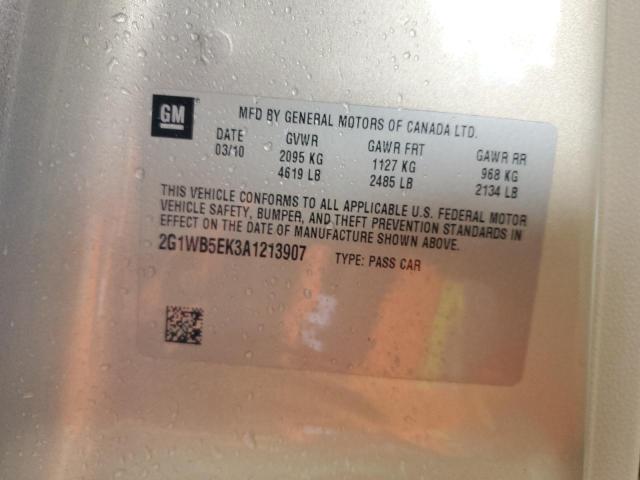 GM
MFD BY GENERAL MOTORS OF CANADA LTD.
DATE GVWR GAWR FRT GAWR RR
03/10 2095 KG 1127 KG 968 KG
4619 LB 2485 LB 2134 LB
THIS VEHICLE CONFORMS TO ALL APPLICABLE U.S. FEDERAL MOTOR
VEHICLE SAFETY, BUMPER, AND THEFT PREVENTION STANDARDS IN
EFFECT ON THE DATE OF MANUFACTURE SHOWN ABOVE.
2G1WB5EK3A1213907 TYPE: PASS CAR